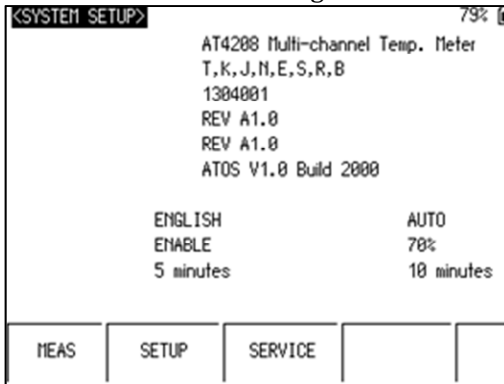 <SYSTEM SETUP> 79%
AT4208 Multi-channel Temp. Meter
T,K,J,N,E,S,R,B
1304001
REV A1.0
REV A1.0
ATOS V1.0 Build 2000
ENGLISH AUTO
ENABLE 70%
5 minutes 10 minutes
MEAS SETUP SERVICE